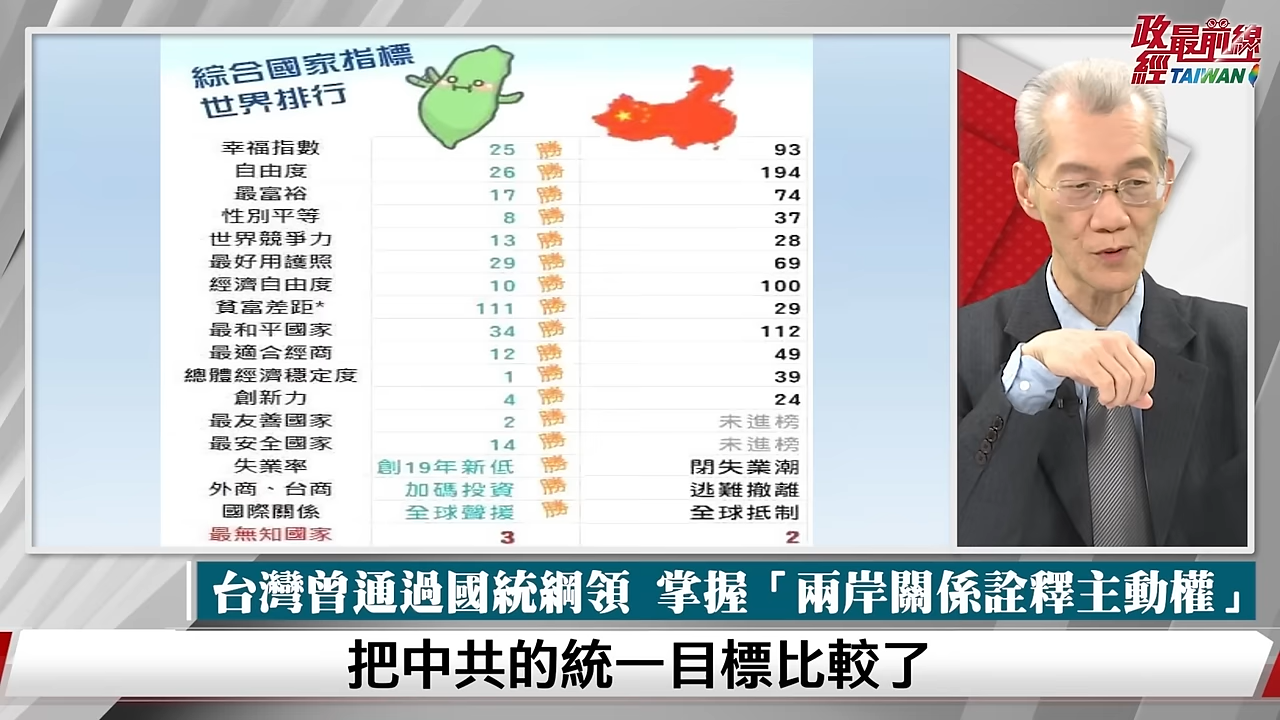 政經最前線
TAIWAN
綜合國家指標
世界排行
幸福指數 25 勝 93
自由度 26 勝 194
最富裕 17 勝 74
性別平等 8 勝 37
世界競爭力 13 勝 28
最好用護照 29 勝 69
經濟自由度 10 勝 100
貧富差距* 111 勝 29
最和平國家 34 勝 112
最適合經商 12 勝 49
總體經濟穩定度 1 勝 39
創新力 4 勝 24
最友善國家 2 勝 未進榜
最安全國家 14 勝 未進榜
失業率 創19年新低 勝 閉失業潮
外商、台商 加碼投資 勝 逃難撤離
國際關係 全球聲援 勝 全球抵制
最無知國家 3 2
台灣曾通過國統綱領 掌握「兩岸關係詮釋主動權」
把中共的統一目標比較了